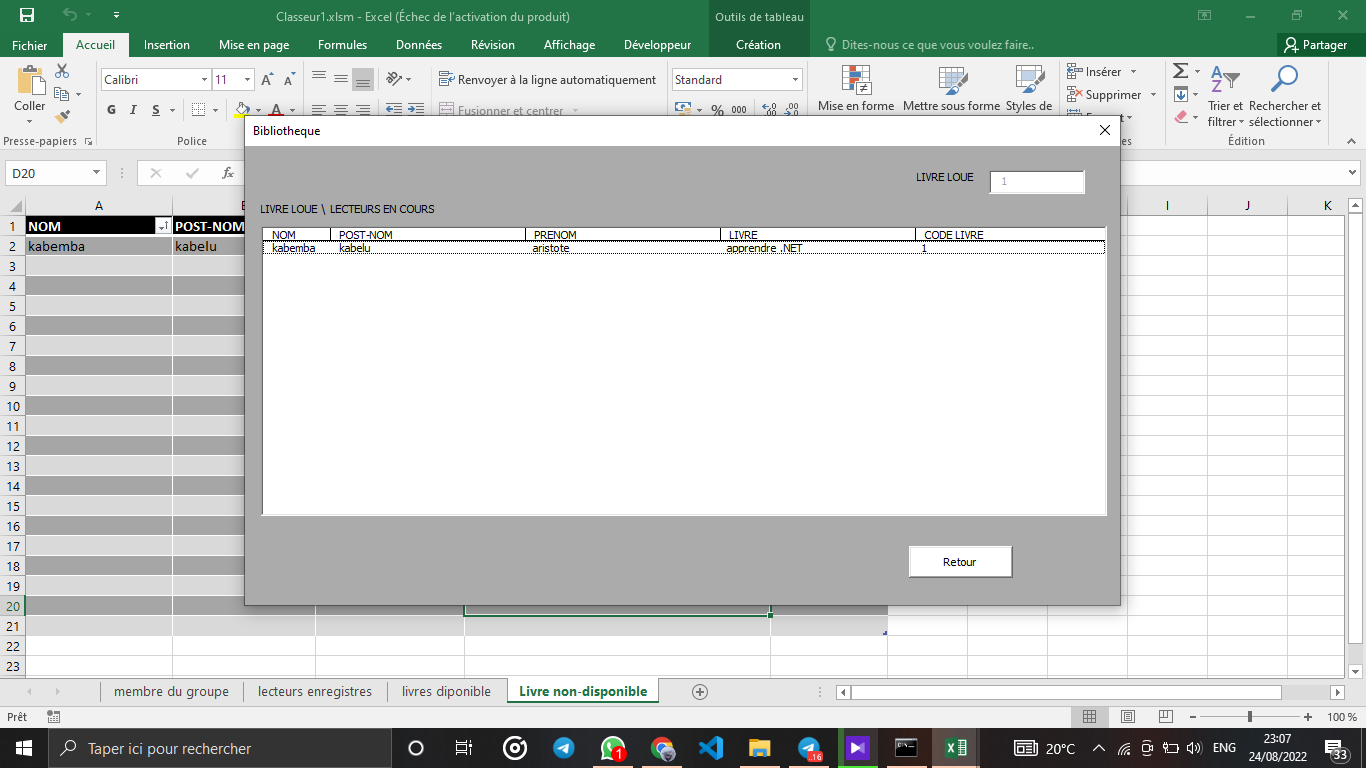 Classeur1.xlsm - Excel (Échec de l'activation du produit)
Outils de tableau
Fichier Accueil Insertion Mise en page Formules Données Révision Affichage Développeur Création Dites-nous ce que vous voulez faire.. Partager
Coller
Calibri 11
Renvoyer à la ligne automatiquement
Standard
Mise en forme
Mettre sous forme
Styles de
Insérer
Supprimer
Trier et
filtrer
Rechercher et
sélectionner
G I S
A
Fusionner et centrer
% 000
Presse-papiers
Police
Édition
D20
fx
Bibliotheque
LIVRE LOUE 1
LIVRE LOUE \ LECTEURS EN COURS
NOM POST-NOM PRENOM LIVRE CODE LIVRE
kabemba kabelu aristote apprendre .NET 1
Retour
A I J K
1 NOM POST-NOM
2 kabemba kabelu
3
4
5
6
7
8
9
10
11
12
13
14
15
16
17
18
19
20
21
22
23
membre du groupe lecteurs enregistres livres diponible Livre non-disponible
Prêt
100 %
Taper ici pour rechercher
1
..16
20°C
ENG
23:07
24/08/2022
33